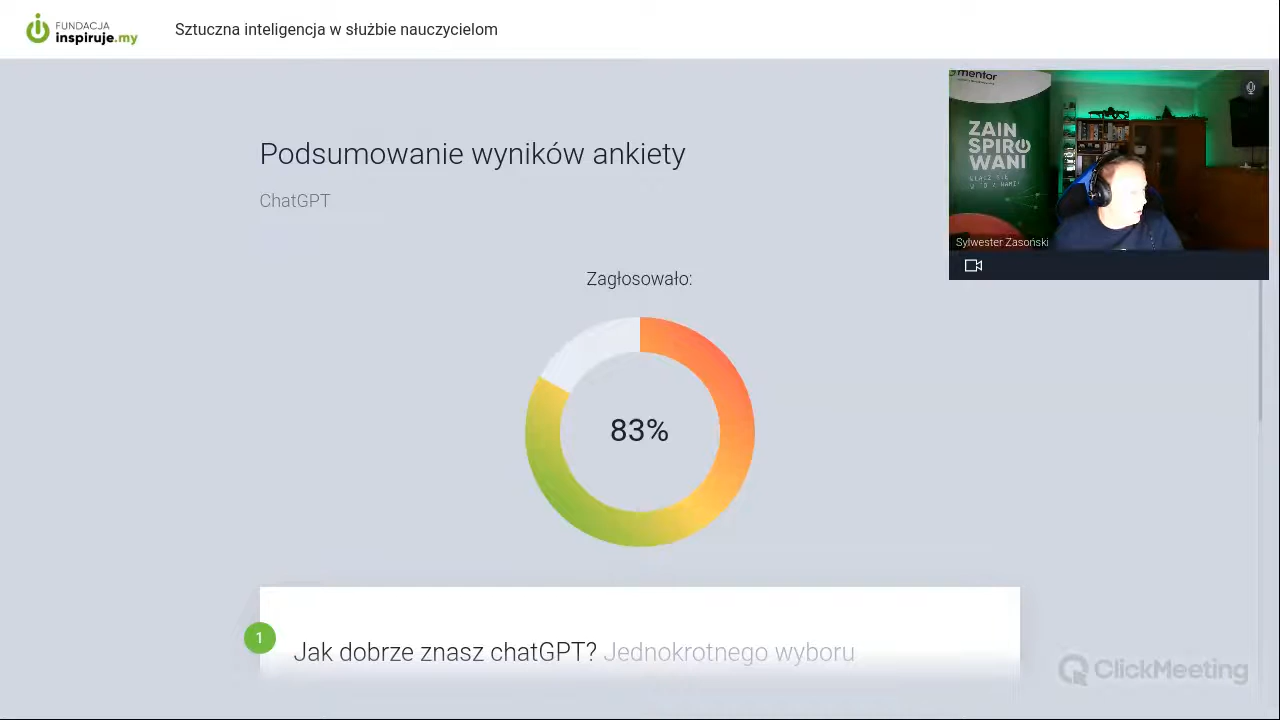 FUNDACJA
inspiruje.my
Sztuczna inteligencja w służbie nauczycielom
mentor
ZAIN
SPIRO
WANI
Sylwester Zasoński
Podsumowanie wyników ankiety
ChatGPT
Zagłosowało:
83%
1
Jak dobrze znasz chatGPT? Jednokrotnego wyboru
ClickMeeting